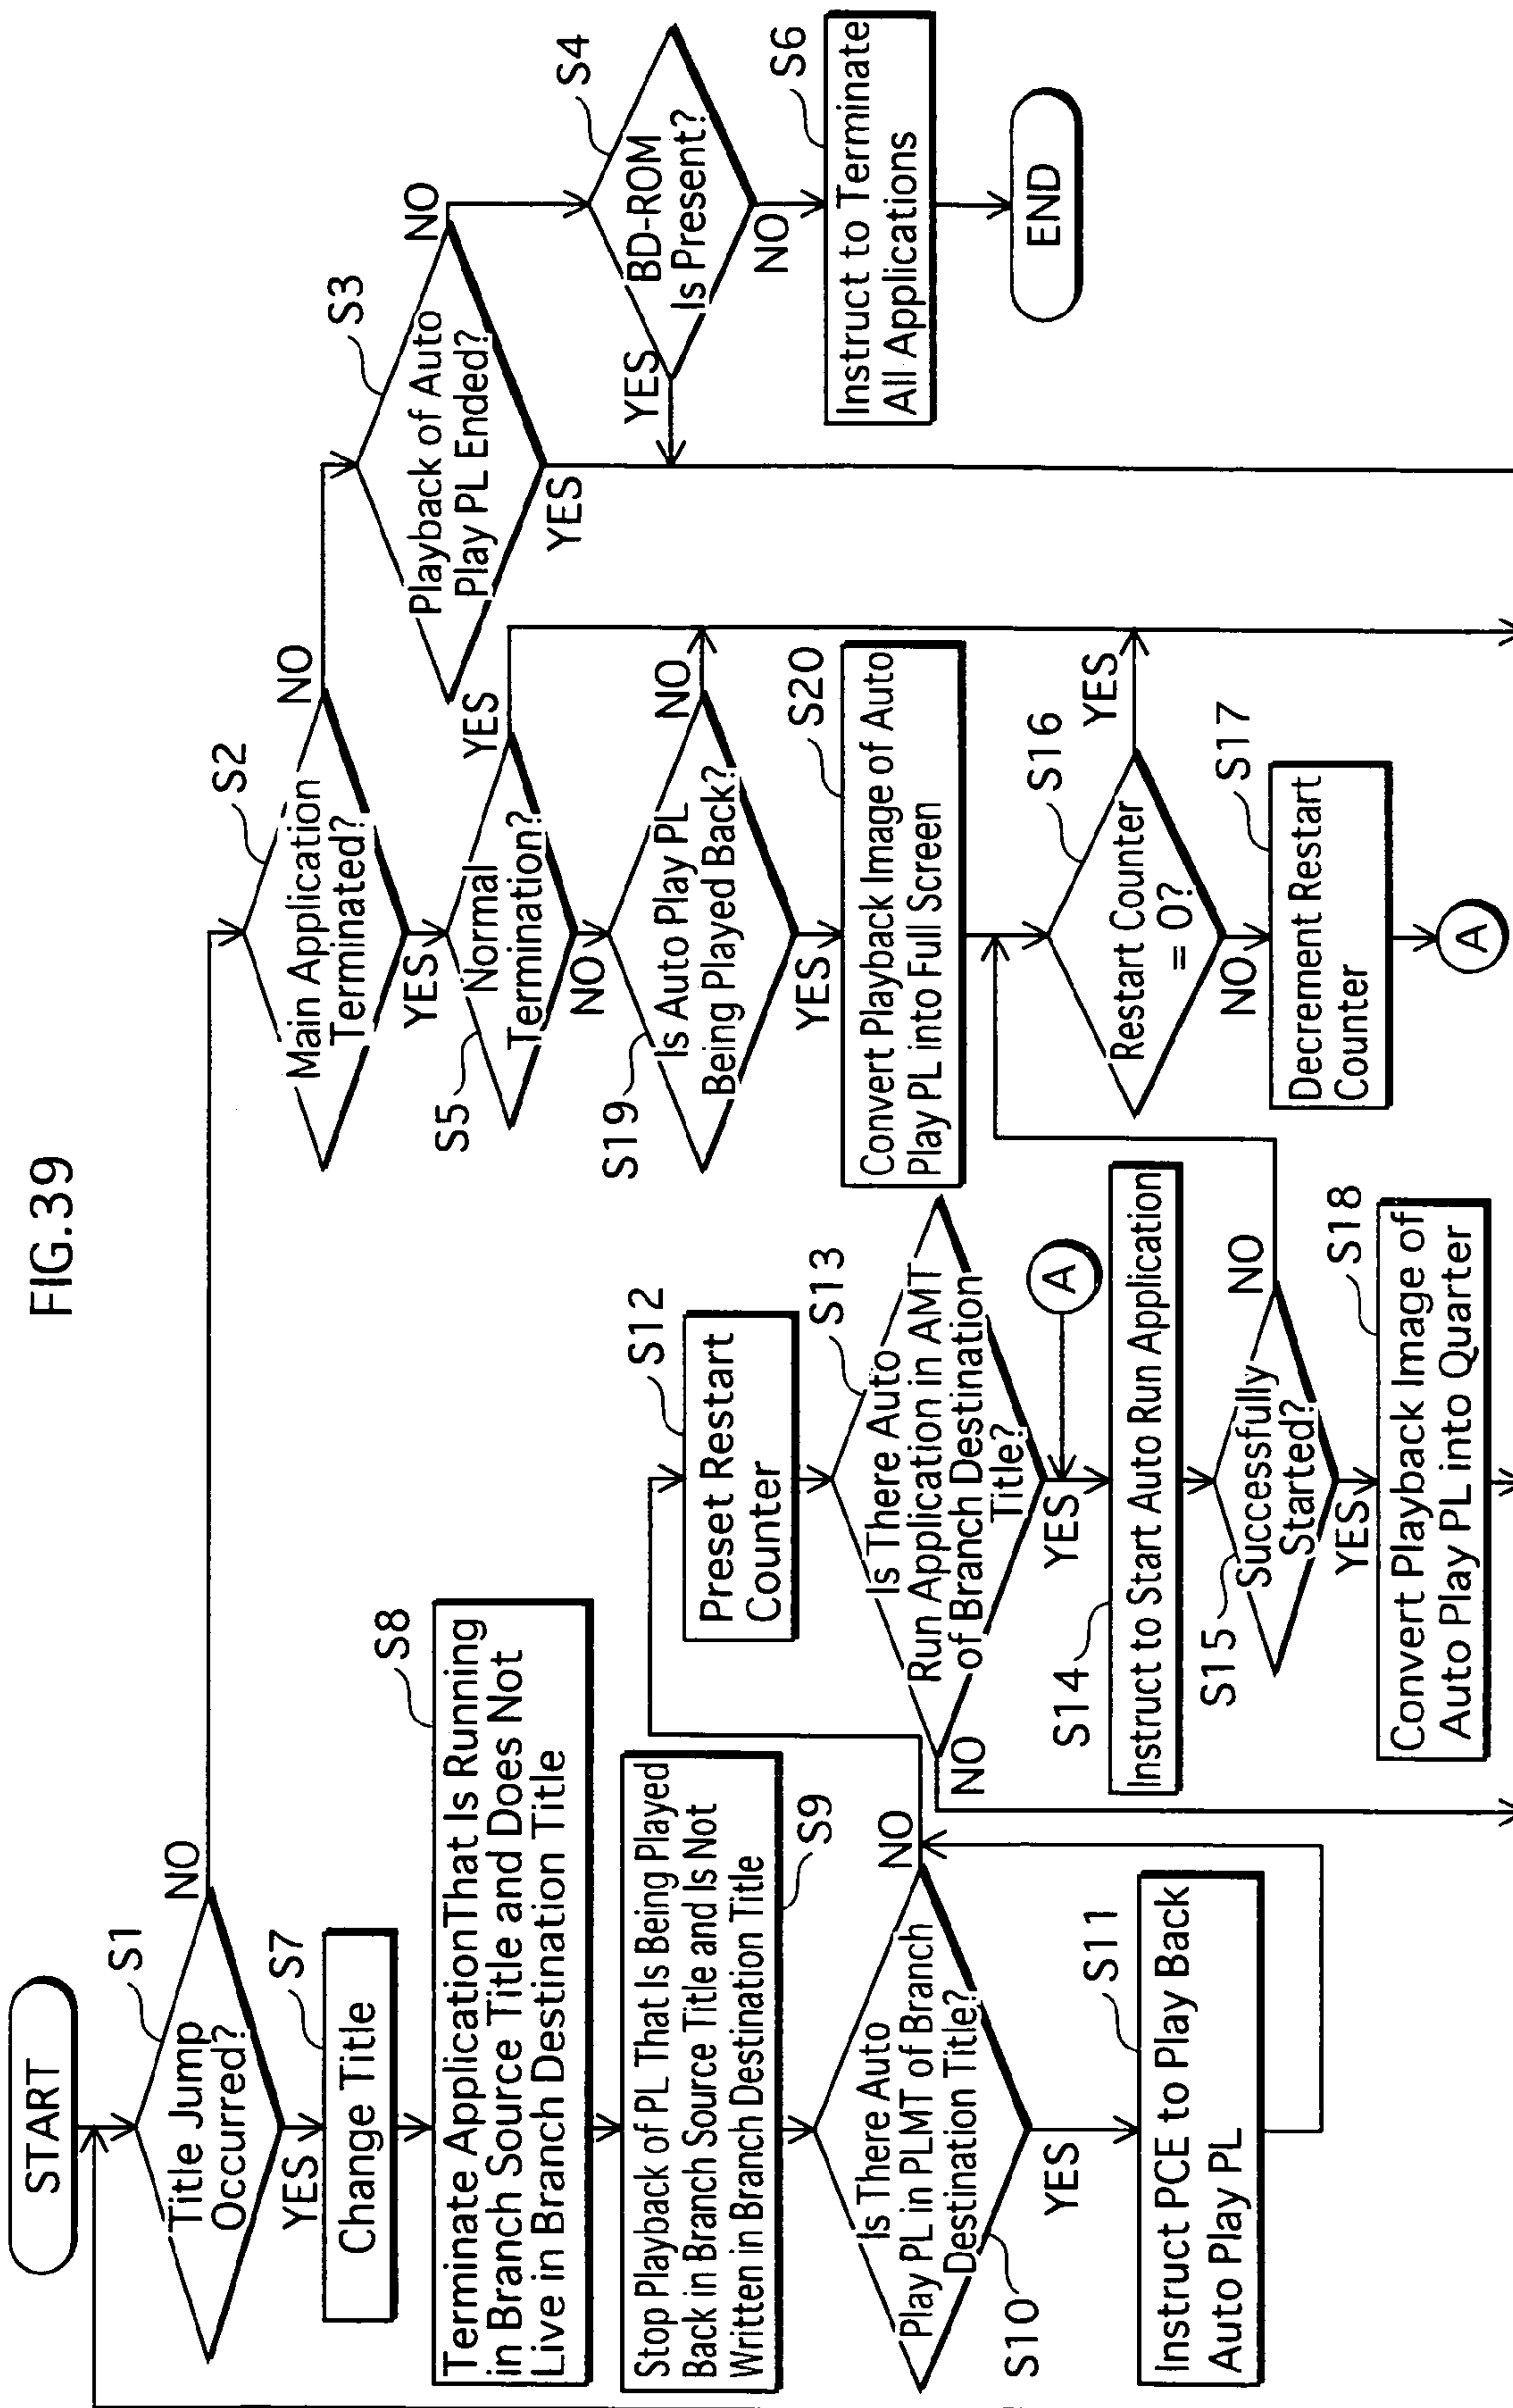 FIG.39
START
S1
Title Jump
Occurred?
NO
YES
S7
Change Title
S8
Terminate Application That Is Running
in Branch Source Title and Does Not
Live in Branch Destination Title
Stop Playback of PL That Is Being Played
Back in Branch Source Title and Is Not
Written in Branch Destination Title
S9
Is There Auto
Play PL in PLMT of Branch
Destination Title?
S10
NO
YES
S11
Instruct PCE to Play Back
Auto Play PL
S12
Preset Restart
Counter
S13
Is There Auto
Run Application in AMT
of Branch Destination
Title?
NO
YES
A
S14
Instruct to Start Auto Run Application
S15
Successfully
Started?
NO
YES
S18
Convert Playback Image of
Auto Play PL into Quarter
S2
Main Application
Terminated?
NO
YES
S5
Normal
Termination?
YES
NO
S19
Is Auto Play PL
Being Played Back?
NO
YES
S20
Convert Playback Image of Auto
Play PL into Full Screen
S16
Restart Counter
= 0?
YES
NO
S17
Decrement Restart
Counter
A
S3
Playback of Auto
Play PL Ended?
NO
YES
S4
BD-ROM
Is Present?
YES
NO
S6
Instruct to Terminate
All Applications
END